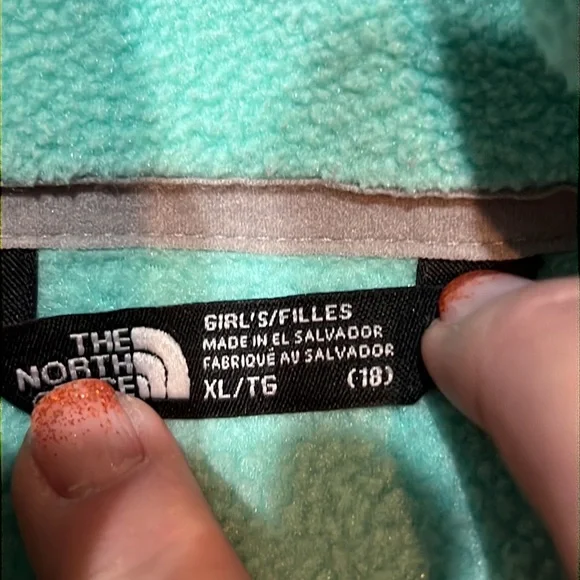 THE
NORTH
GIRL'S/FILLES
MADE IN EL SALVADOR
FABRIQUÉ AU SALVADOR
XL/TG (18)